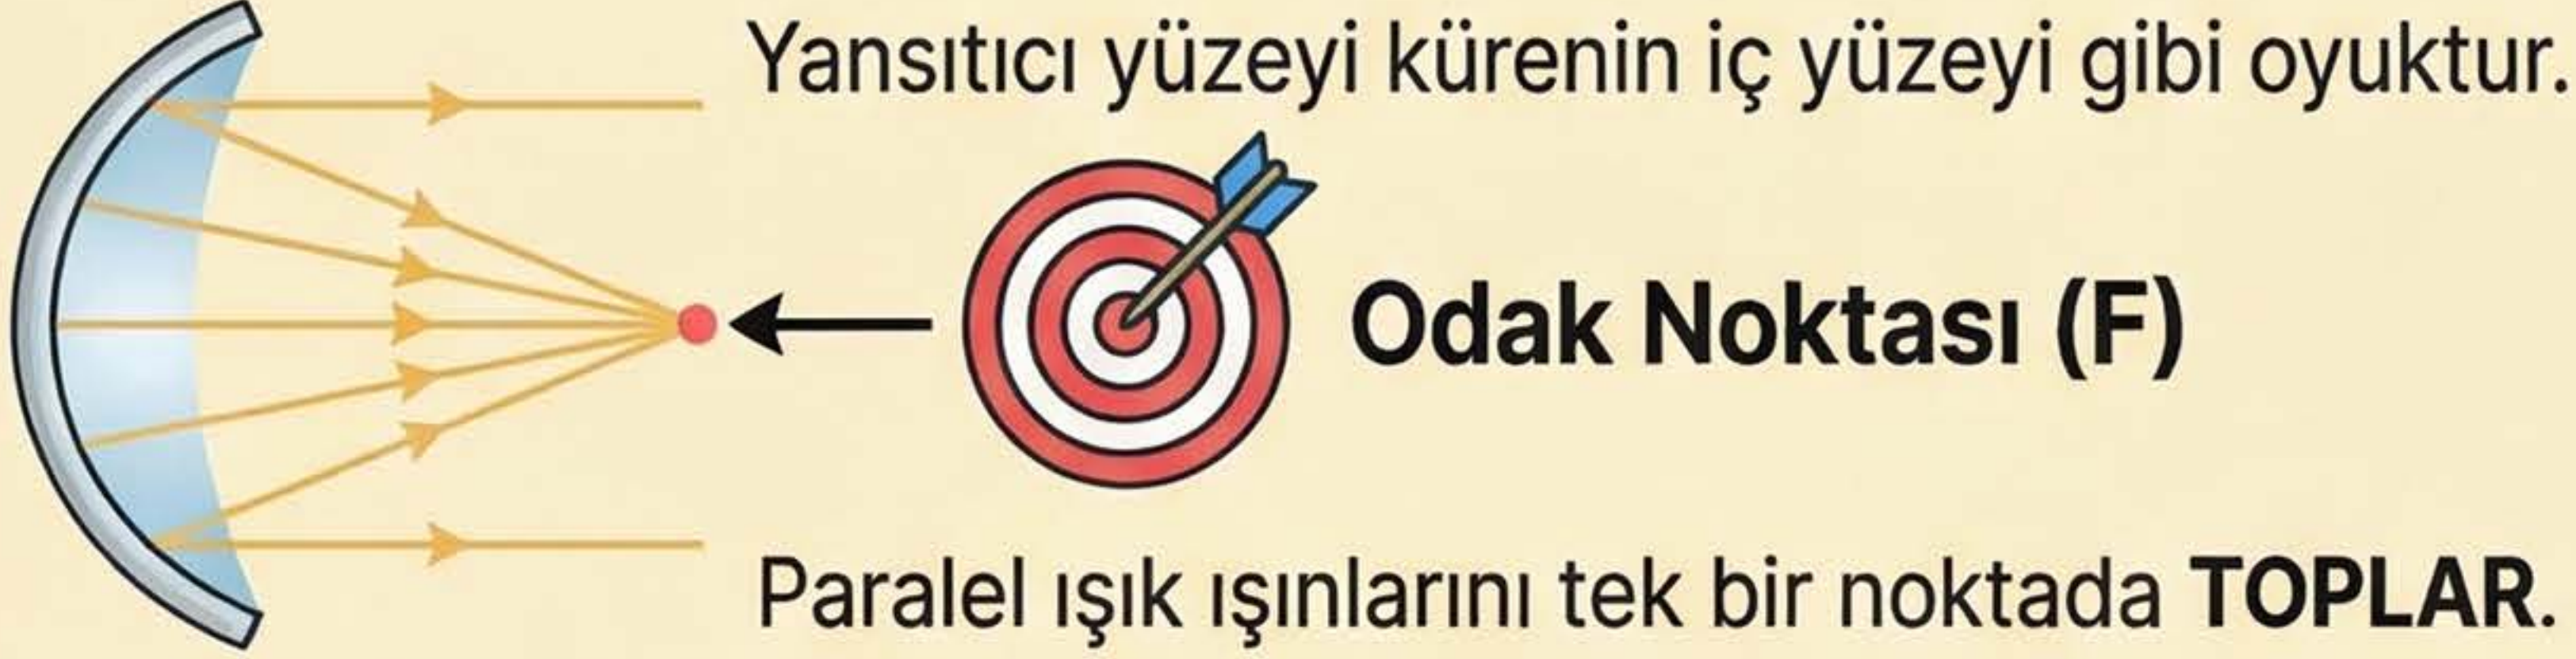 Yansıtıcı yüzeyi kürenin iç yüzeyi gibi oyuktur.
Odak Noktası (F)
Paralel ışık ışınlarını tek bir noktada TOPLAR.